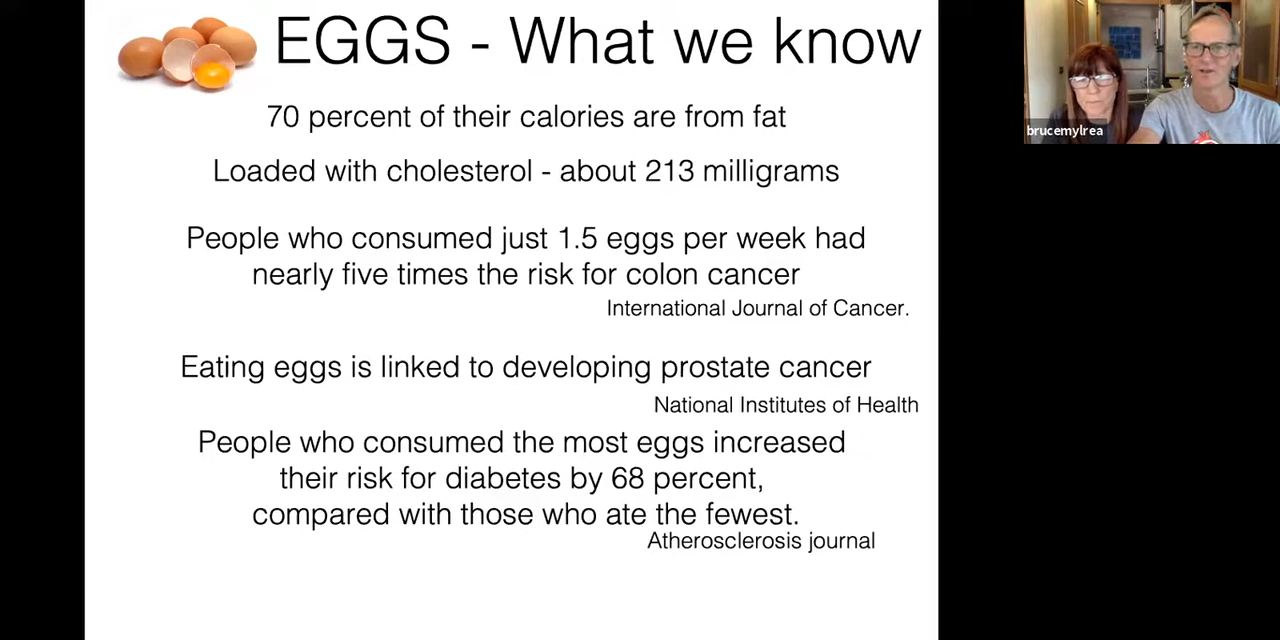 EGGS - What we know
70 percent of their calories are from fat
Loaded with cholesterol - about 213 milligrams
People who consumed just 1.5 eggs per week had
nearly five times the risk for colon cancer
International Journal of Cancer.
Eating eggs is linked to developing prostate cancer
National Institutes of Health
People who consumed the most eggs increased
their risk for diabetes by 68 percent,
compared with those who ate the fewest.
Atherosclerosis journal
brucemylrea